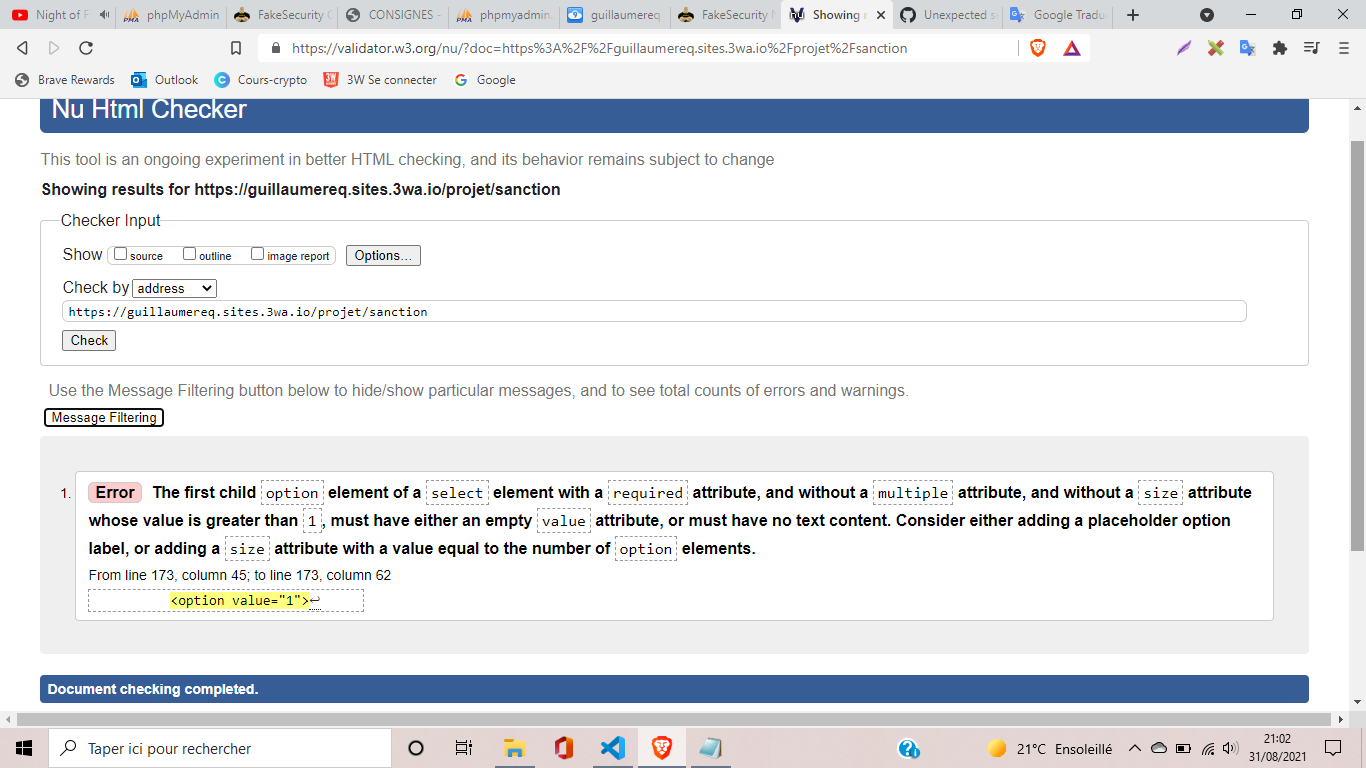 Night of F
phpMyAdmin
FakeSecurity C
CONSIGNES -
phpmyadmin.
guillaumereq
FakeSecurity M
Showing r
Unexpected s
Google Tradu
https://validator.w3.org/nu/?doc=https%3A%2F%2Fguillaumereq.sites.3wa.io%2Fprojet%2Fsanction
Brave Rewards
Outlook
Cours-crypto
3W Se connecter
Google
Nu Html Checker
This tool is an ongoing experiment in better HTML checking, and its behavior remains subject to change
Showing results for https://guillaumereq.sites.3wa.io/projet/sanction
Checker Input
Show source outline image report Options...
Check by address
https://guillaumereq.sites.3wa.io/projet/sanction
Check
Use the Message Filtering button below to hide/show particular messages, and to see total counts of errors and warnings.
Message Filtering
1. Error The first child option element of a select element with a required attribute, and without a multiple attribute, and without a size attribute
whose value is greater than 1, must have either an empty value attribute, or must have no text content. Consider either adding a placeholder option
label, or adding a size attribute with a value equal to the number of option elements.
From line 173, column 45; to line 173, column 62
<option value="1">↩
Document checking completed.
Taper ici pour rechercher
21°C Ensoleillé
21:02
31/08/2021